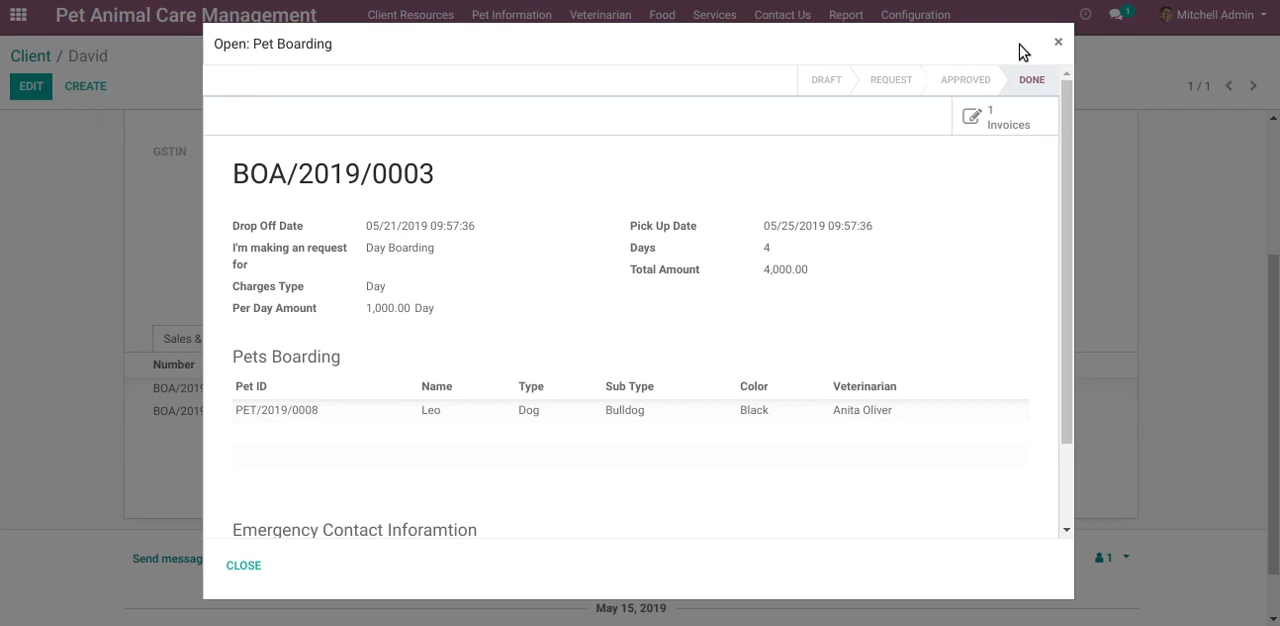 Pet Animal Care Management Client Resources Pet Information Veterinarian Food Services Contact Us Report Configuration 1 Mitchell Admin
Open: Pet Boarding ×
Client / David
DRAFT REQUEST APPROVED DONE
EDIT CREATE 1 / 1
1
Invoices
GSTIN
BOA/2019/0003
Drop Off Date 05/21/2019 09:57:36 Pick Up Date 05/25/2019 09:57:36
I'm making an request Day Boarding Days 4
for
Total Amount 4,000.00
Charges Type Day
Per Day Amount 1,000.00 Day
Sales &
Pets Boarding
Number
Pet ID Name Type Sub Type Color Veterinarian
BOA/2019
PET/2019/0008 Leo Dog Bulldog Black Anita Oliver
BOA/2019
Emergency Contact Inforamtion
Send messag 1
CLOSE
May 15, 2019